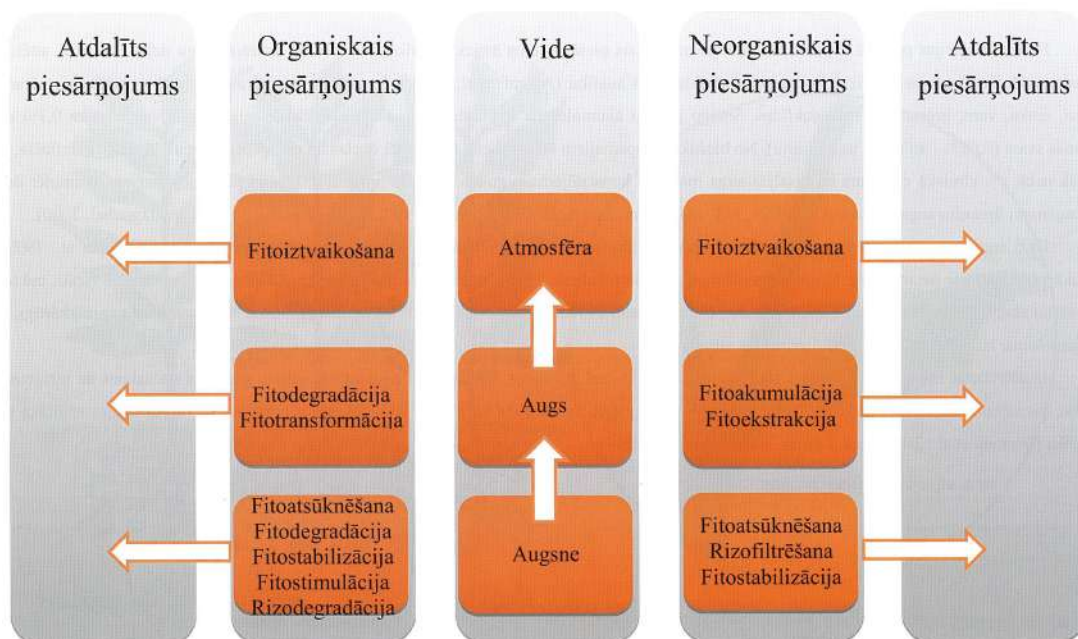 Atdalīts
piesārņojums
Organiskais
piesārņojums
Vide
Neorganiskais
piesārņojums
Atdalīts
piesārņojums
Fitoiztvaikošana
Atmosfēra
Fitoiztvaikošana
Fitodegradācija
Fitotransformācija
Augs
Fitoakumulācija
Fitoekstrakcija
Fitoatsūknēšana
Fitodegradācija
Fitostabilizācija
Fitostimulācija
Rizodegradācija
Augsne
Fitoatsūknēšana
Rizofiltrēšana
Fitostabilizācija